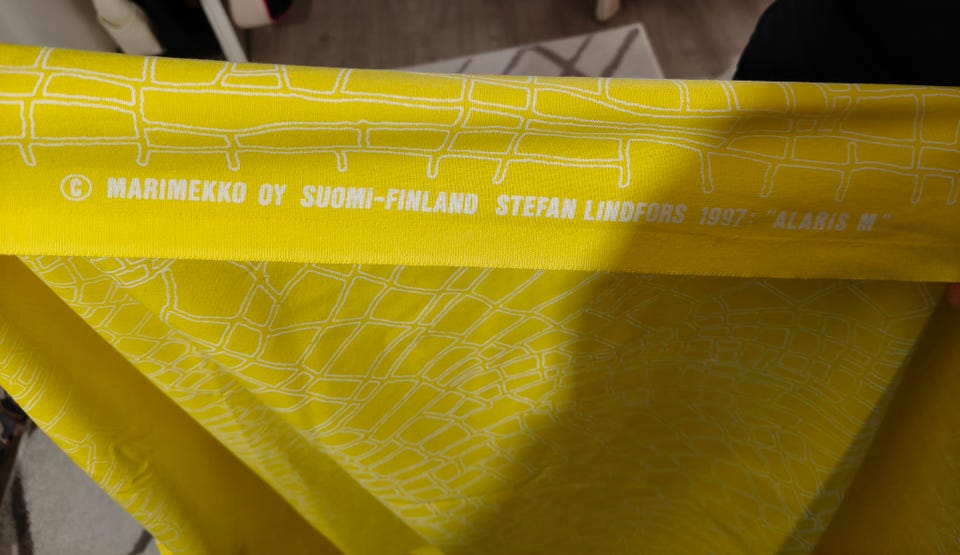 © MARIMEKKO OY SUOMI-FINLAND STEFAN LINDFORS 1997: "ALARIS M"